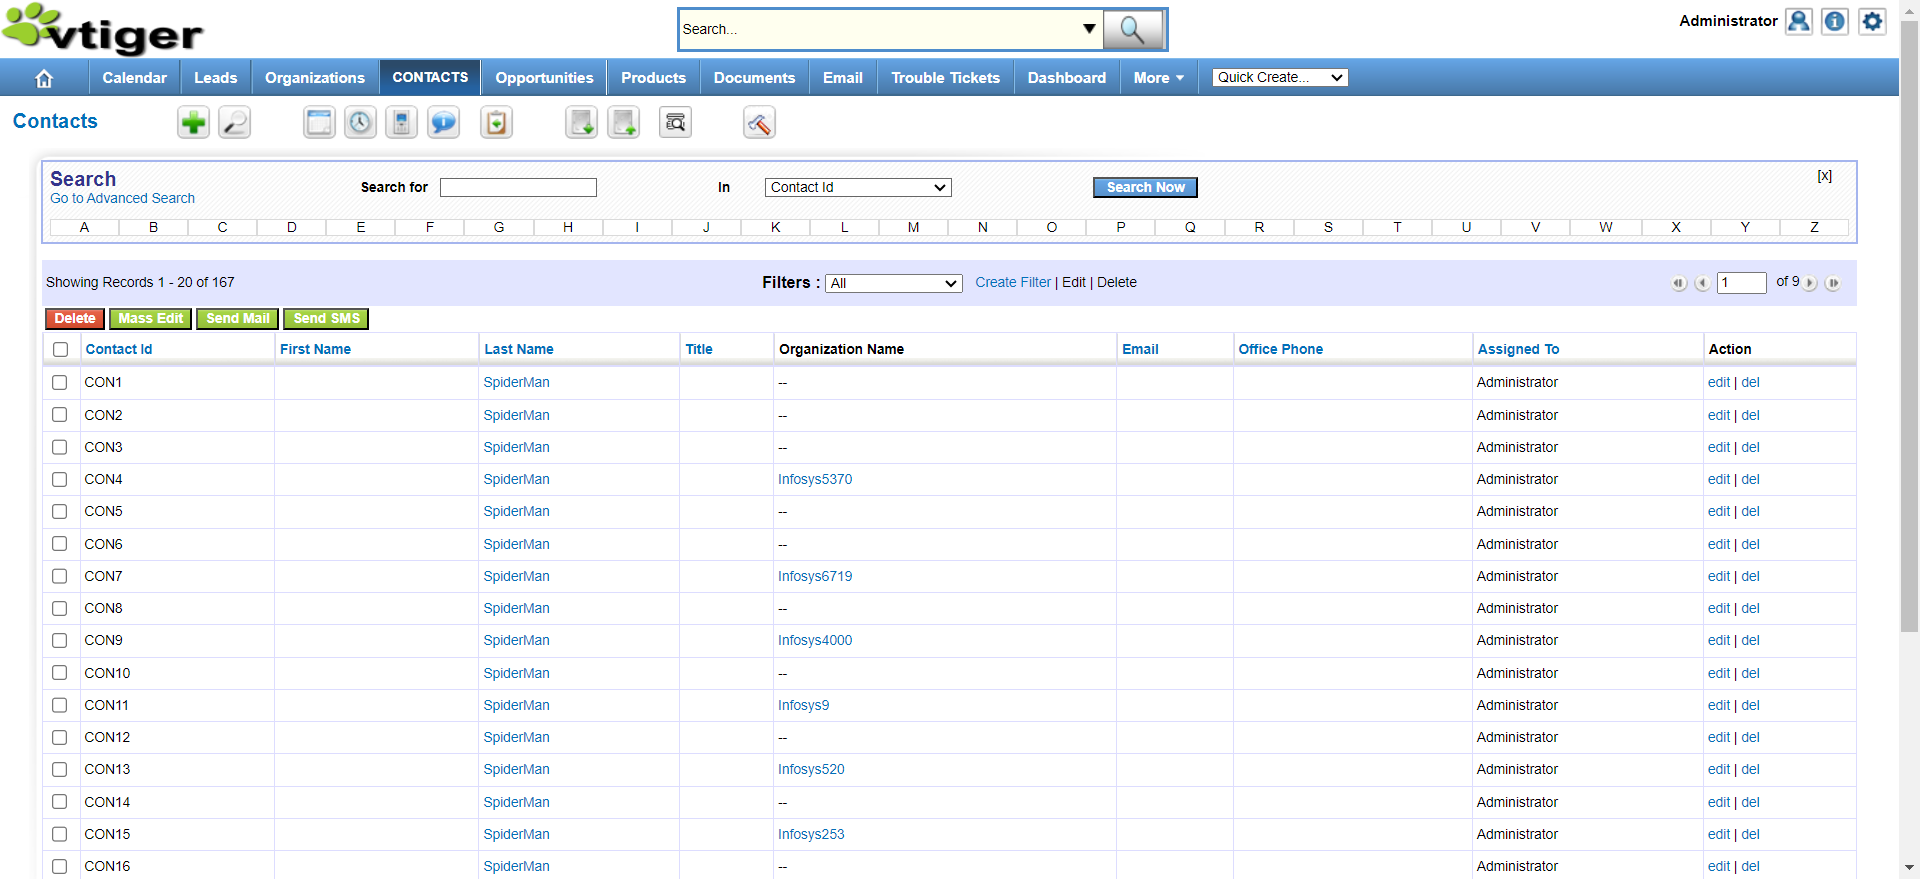 vtiger
Search...
Administrator
Calendar Leads Organizations CONTACTS Opportunities Products Documents Email Trouble Tickets Dashboard More Quick Create...
Contacts
Search
Go to Advanced Search
Search for In Contact Id Search Now [x]
A B C D E F G H I J K L M N O P Q R S T U V W X Y Z
Showing Records 1 - 20 of 167 Filters : All Create Filter | Edit | Delete 1 of 9
Delete Mass Edit Send Mail Send SMS
Contact Id First Name Last Name Title Organization Name Email Office Phone Assigned To Action
CON1 SpiderMan -- Administrator edit | del
CON2 SpiderMan -- Administrator edit | del
CON3 SpiderMan -- Administrator edit | del
CON4 SpiderMan Infosys5370 Administrator edit | del
CON5 SpiderMan -- Administrator edit | del
CON6 SpiderMan -- Administrator edit | del
CON7 SpiderMan Infosys6719 Administrator edit | del
CON8 SpiderMan -- Administrator edit | del
CON9 SpiderMan Infosys4000 Administrator edit | del
CON10 SpiderMan -- Administrator edit | del
CON11 SpiderMan Infosys9 Administrator edit | del
CON12 SpiderMan -- Administrator edit | del
CON13 SpiderMan Infosys520 Administrator edit | del
CON14 SpiderMan -- Administrator edit | del
CON15 SpiderMan Infosys253 Administrator edit | del
CON16 SpiderMan -- Administrator edit | del